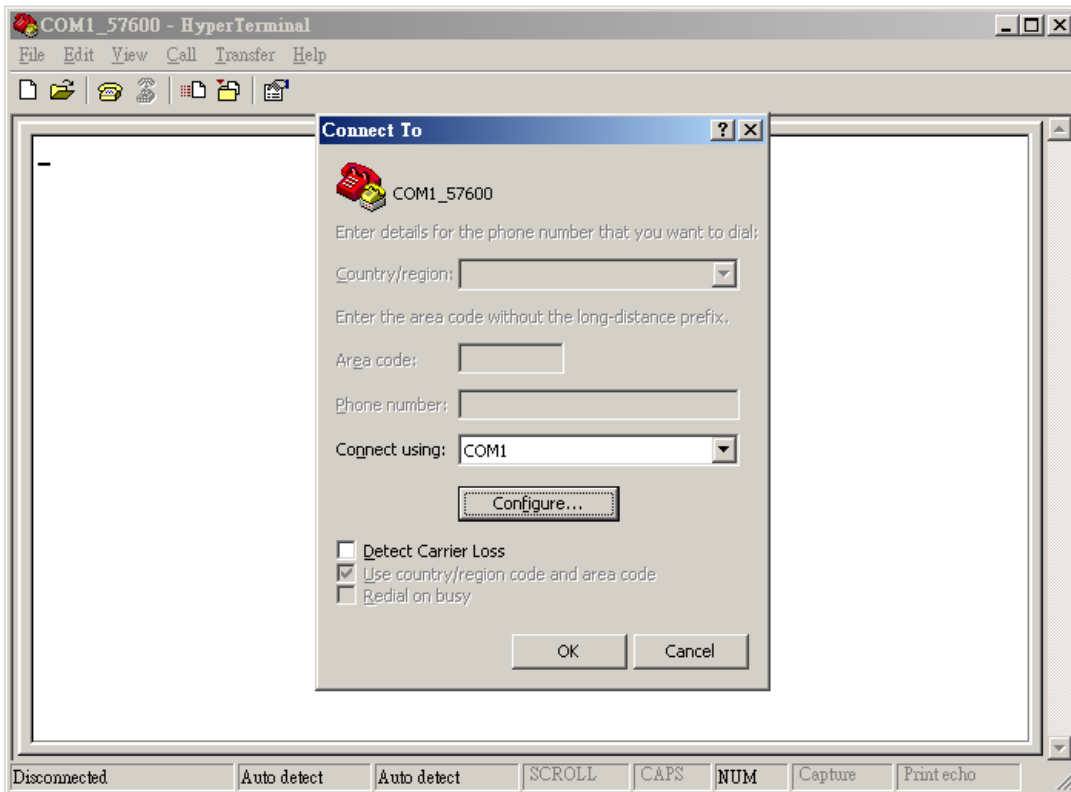 COM1_57600 - HyperTerminal
File Edit View Call Transfer Help
Connect To
COM1_57600
Enter details for the phone number that you want to dial:
Country/region:
Enter the area code without the long-distance prefix.
Area code:
Phone number:
Connect using: COM1
Configure...
Detect Carrier Loss
Use country/region code and area code
Redial on busy
OK Cancel
Disconnected Auto detect Auto detect SCROLL CAPS NUM Capture Print echo